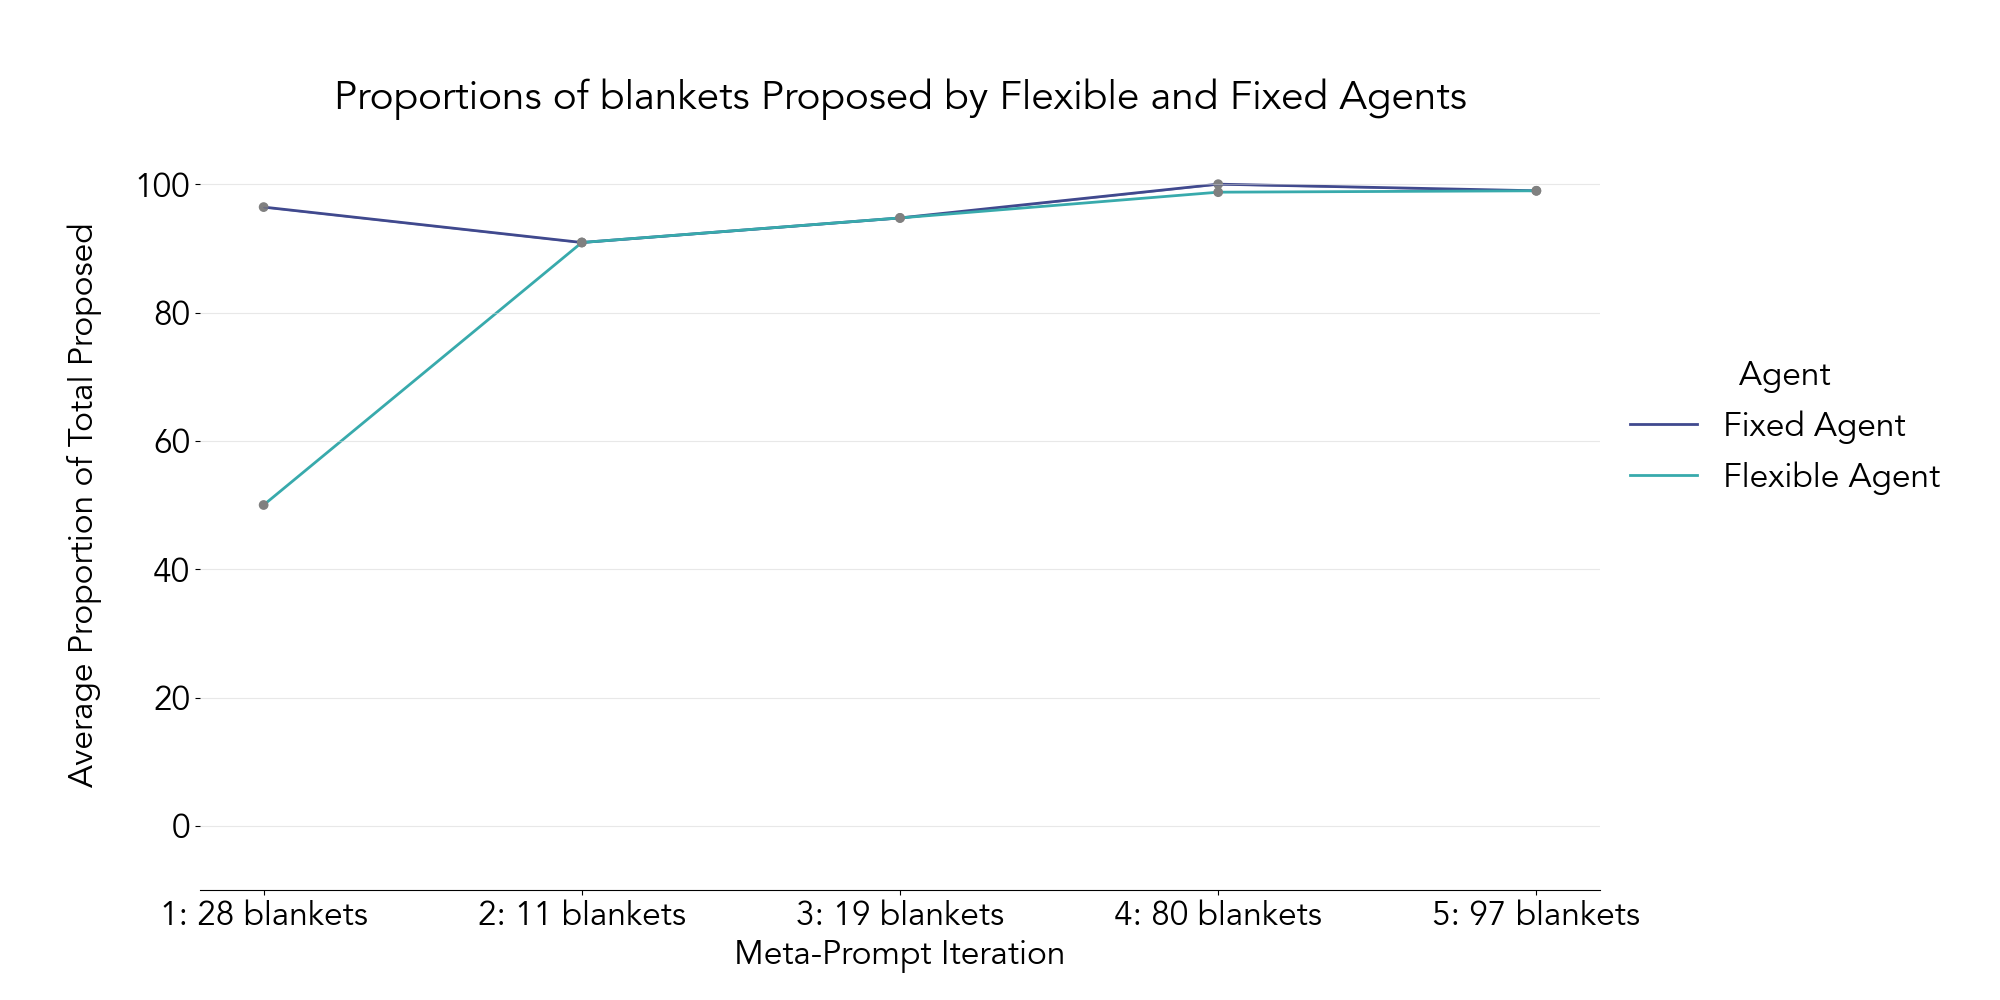 Proportions of blankets Proposed by Flexible and Fixed Agents
Average Proportion of Total Proposed
100
80
60
40
20
0
1: 28 blankets
2: 11 blankets
3: 19 blankets
4: 80 blankets
5: 97 blankets
Meta-Prompt Iteration
Agent
Fixed Agent
Flexible Agent